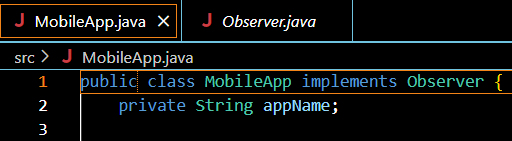 J MobileApp.java × J Observer.java
src > J MobileApp.java
1 public class MobileApp implements Observer {
2 private String appName;
3